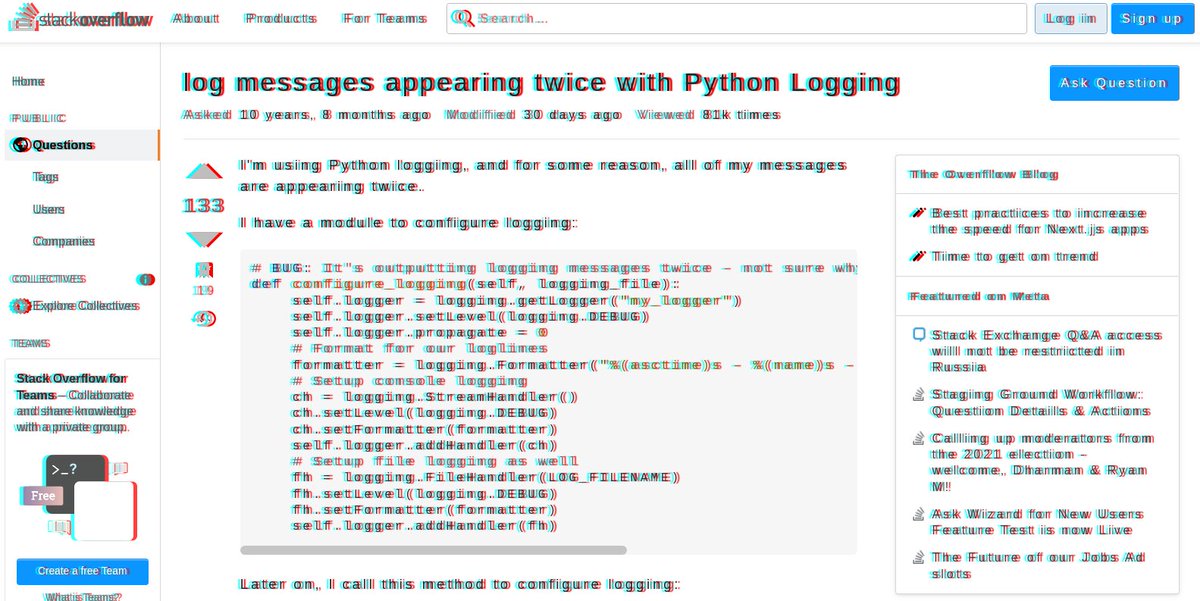 stackoverflow
About
Products
For Teams
Search...
Log in
Sign up
Home
PUBLIC
Questions
Tags
Users
Companies
COLLECTIVES
Explore Collectives
TEAMS
Stack Overflow for
Teams – Collaborate
and share knowledge
with a private group.
>_?
Free
Create a free Team
What is Teams?
log messages appearing twice with Python Logging
Ask Question
Asked 10 years, 8 months ago
Modified 30 days ago
Viewed 81k times
133
I'm using Python logging, and for some reason, all of my messages
are appearing twice.
I have a module to configure logging:
# BUG: It's outputting logging messages twice - not sure why
def configure_logging(self, logging_file):
self.logger = logging.getLogger("my_logger")
self.logger.setLevel(logging.DEBUG)
self.logger.propagate = 0
# Format for our loglines
formatter = logging.Formatter("%(asctime)s - %(name)s -
# Setup console logging
ch = logging.StreamHandler()
ch.setLevel(logging.DEBUG)
ch.setFormatter(formatter)
self.logger.addHandler(ch)
# Setup file logging as well
fh = logging.FileHandler(LOG_FILENAME)
fh.setLevel(logging.DEBUG)
fh.setFormatter(formatter)
self.logger.addHandler(fh)
Later on, I call this method to configure logging:
The Overflow Blog
Best practices to increase
the speed for Next.js apps
Time to get on trend
Featured on Meta
Stack Exchange Q&A access
will not be restricted in
Russia
Staging Ground Workflow:
Question Details & Actions
Calling up moderators from
the 2021 election –
welcome, Dharman & Ryan
M!
Ask Wizard for New Users
Feature Test is now Live
The Future of our Jobs Ad
slots